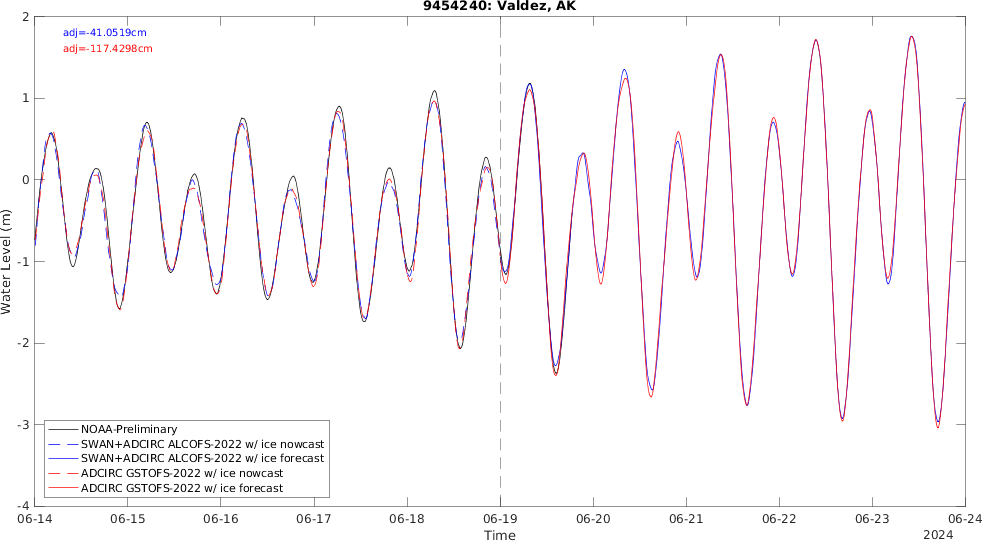 9454240: Valdez, AK
adj=-41.0519cm
adj=-117.4298cm
2
1
0
-1
-2
-3
-4
Water Level (m)
NOAA-Preliminary
SWAN+ADCIRC ALCOFS-2022 w/ ice nowcast
SWAN+ADCIRC ALCOFS-2022 w/ ice forecast
ADCIRC GSTOFS-2022 w/ ice nowcast
ADCIRC GSTOFS-2022 w/ ice forecast
06-14 06-15 06-16 06-17 06-18 06-19 06-20 06-21 06-22 06-23 06-24
Time
2024